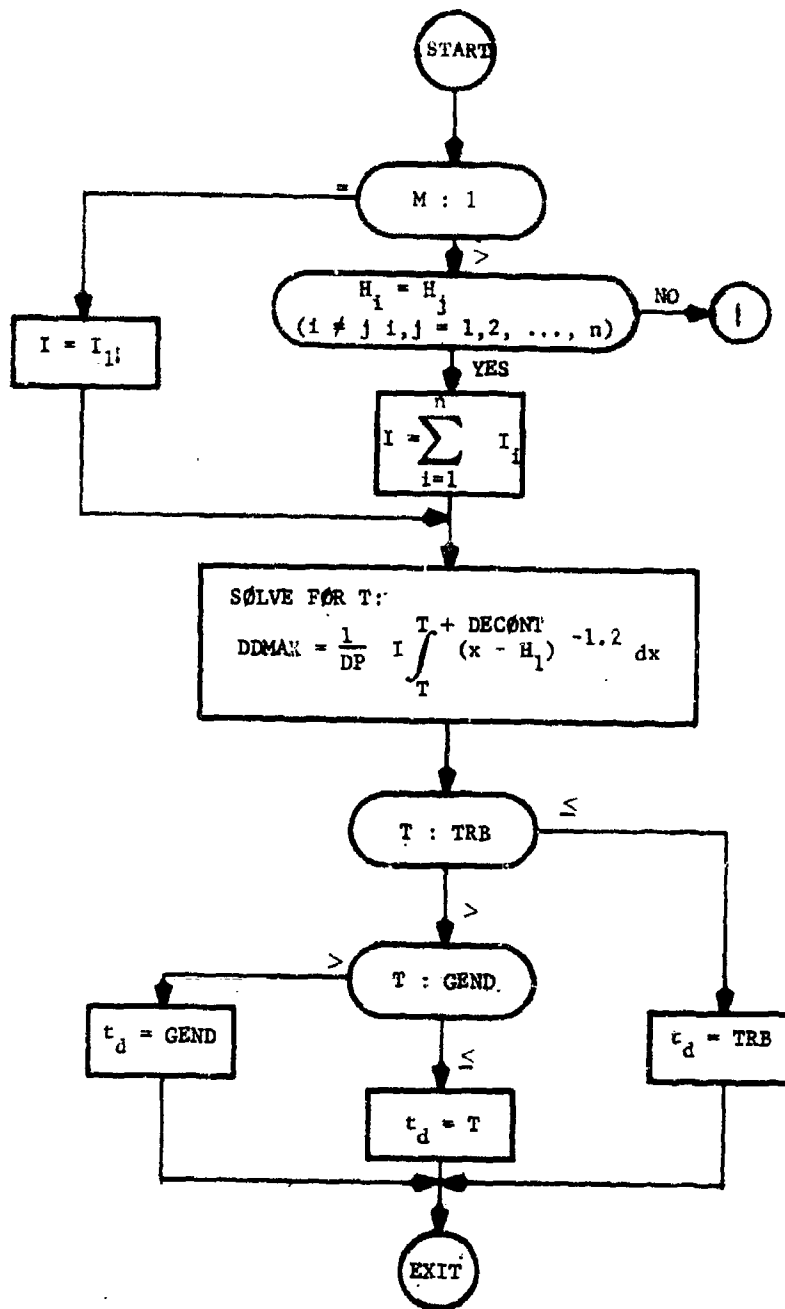 START
=
M : 1
>
H_i = H_j
(i ≠ j i,j = 1,2, ..., n)
NO
1
I = I_1;
YES
I = ∑_{i=1}^{n} I_i
SØLVE FØR T:
DDMAX = 1/DP I ∫_T^{T + DECØNT} (x - H_1)^{-1.2} dx
T : TRB
≤
>
>
T : GEND
t_d = GEND
≤
t_d = TRB
t_d = T
EXIT